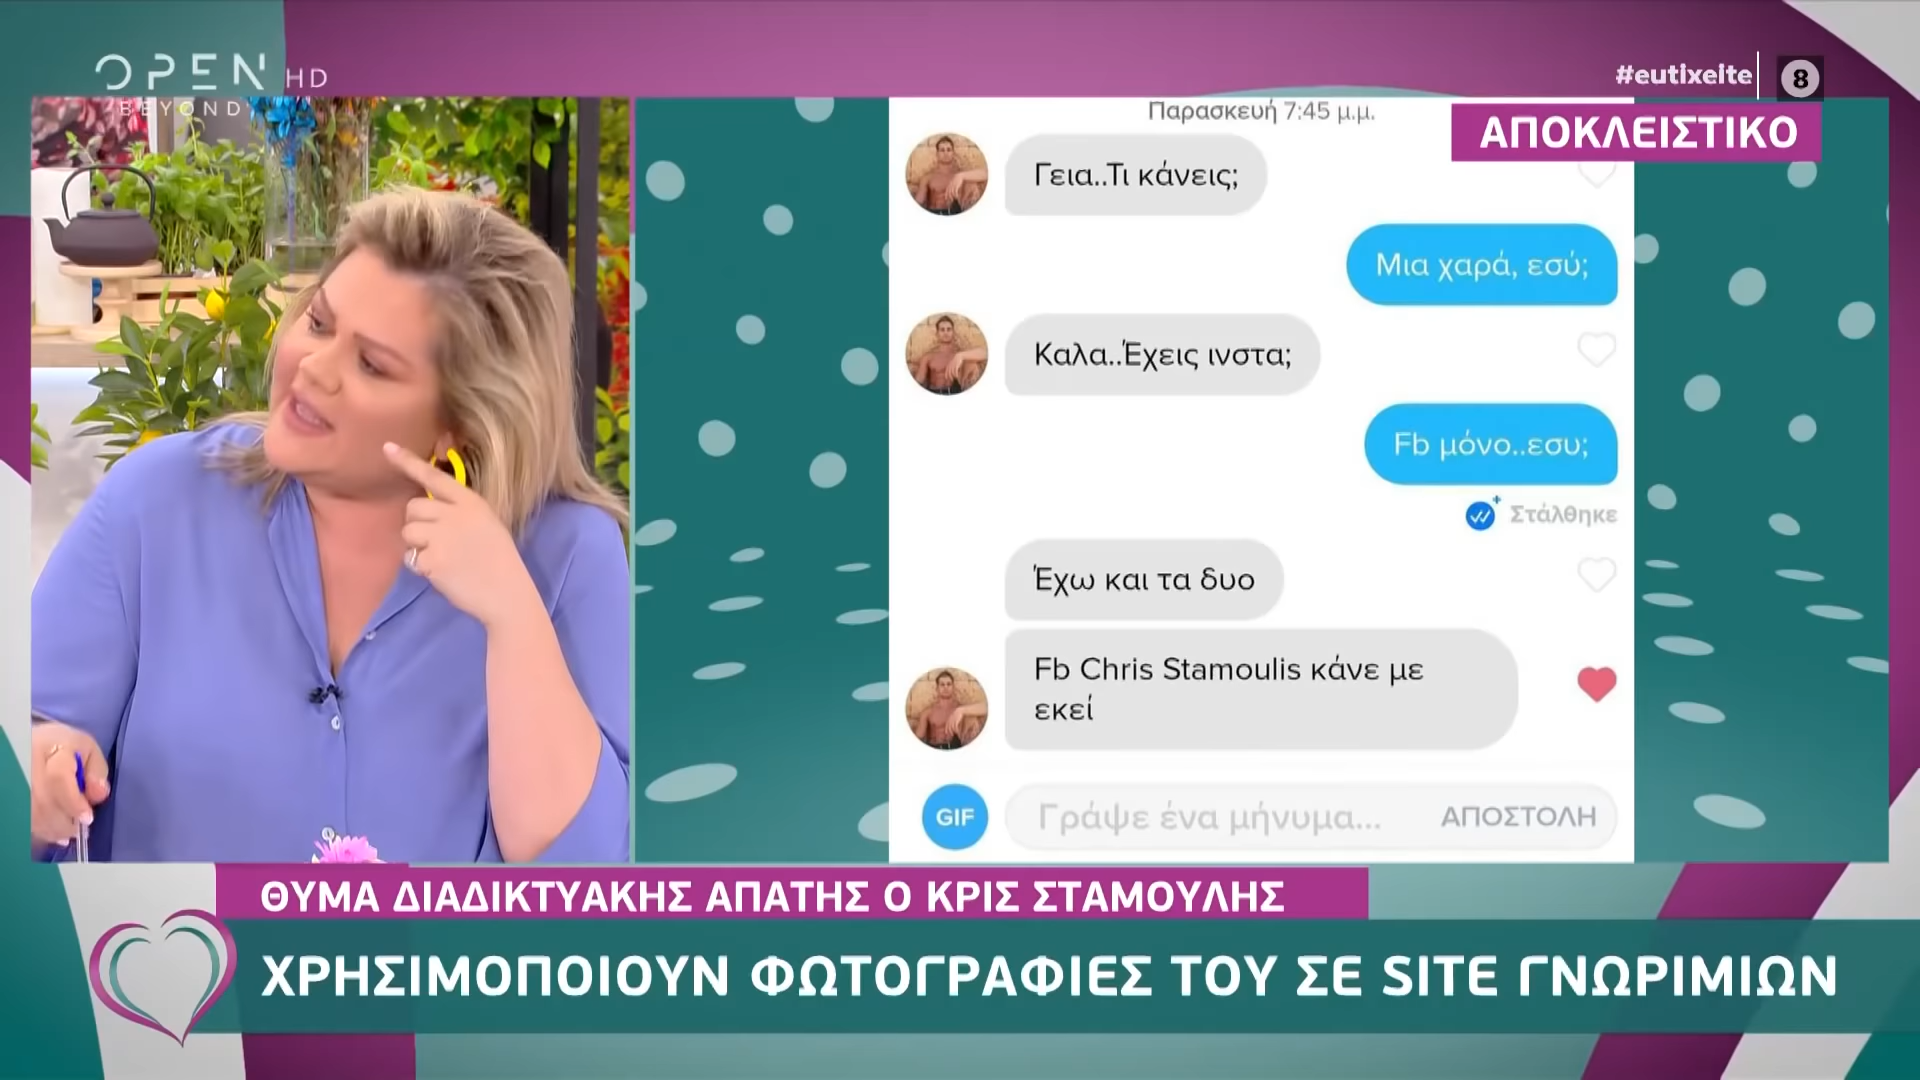 OPEN HD
BEYOND
#eutixeite
8
ΑΠΟΚΛΕΙΣΤΙΚΟ
Παρασκευή 7:45 μ.μ.
Γεια..Τι κάνεις;
Μια χαρά, εσύ;
Καλα..Έχεις ινστα;
Fb μόνο..εσυ;
Στάλθηκε
Έχω και τα δυο
Fb Chris Stamoulis κάνε με
εκεί
GIF
Γράψε ένα μήνυμα...
ΑΠΟΣΤΟΛΗ
ΘΥΜΑ ΔΙΑΔΙΚΤΥΑΚΗΣ ΑΠΑΤΗΣ Ο ΚΡΙΣ ΣΤΑΜΟΥΛΗΣ
ΧΡΗΣΙΜΟΠΟΙΟΥΝ ΦΩΤΟΓΡΑΦΙΕΣ ΤΟΥ ΣΕ SITE ΓΝΩΡΙΜΙΩΝ